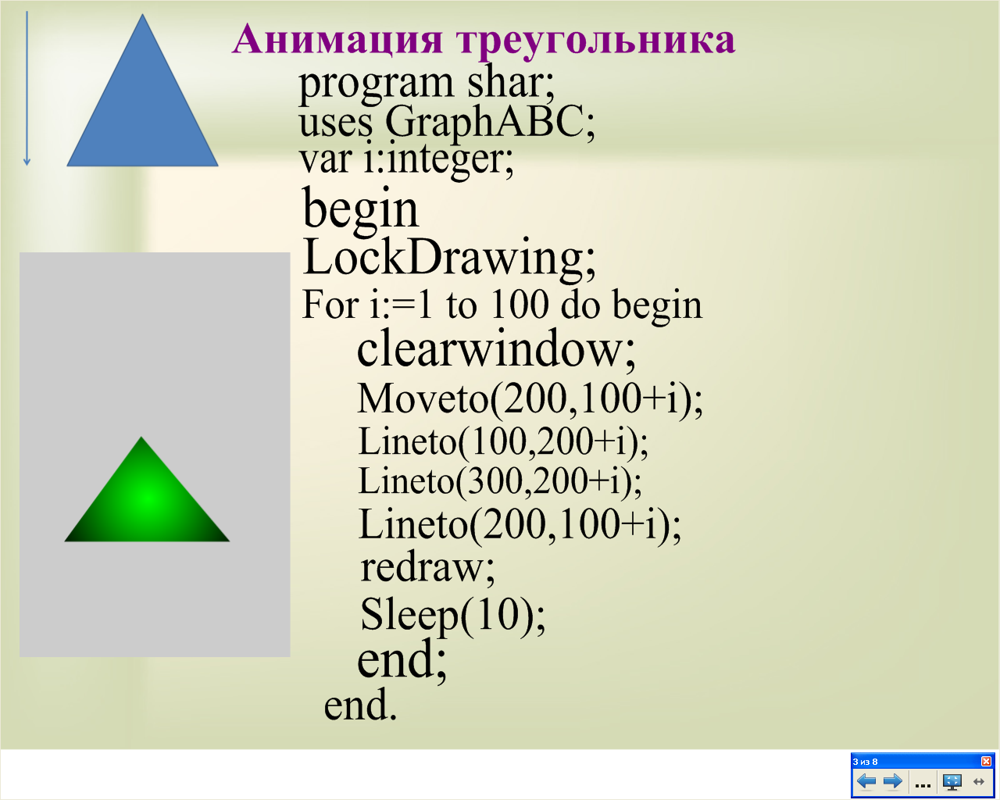 Анимация треугольника
program shar;
uses GraphABC;
var i:integer;
begin
LockDrawing;
For i:=1 to 100 do begin
clearwindow;
Moveto(200,100+i);
Lineto(100,200+i);
Lineto(300,200+i);
Lineto(200,100+i);
redraw;
Sleep(10);
end;
end.
3 из 8
...